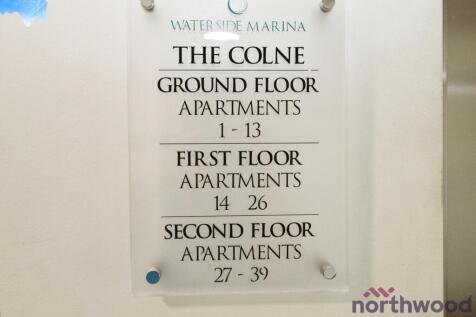 WATERSIDE MARINA
THE COLNE
GROUND FLOOR
APARTMENTS
1 - 13
FIRST FLOOR
APARTMENTS
14 26
SECOND FLOOR
APARTMENTS
27 - 39
northwood